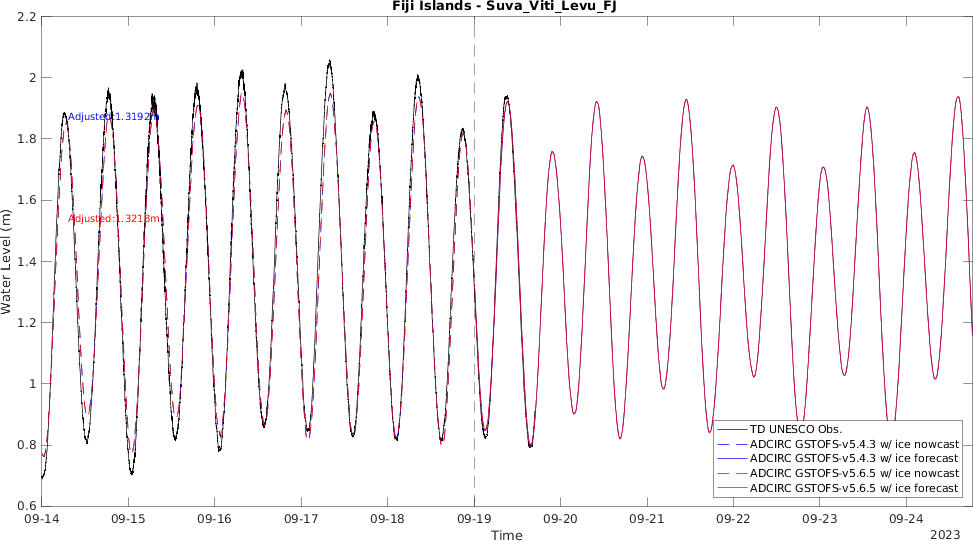 Fiji Islands - Suva_Viti_Levu_FJ
2.2
2
1.8
1.6
1.4
1.2
1
0.8
0.6
Water Level (m)
Adjusted:1.3192m
Adjusted:1.3213m
TD UNESCO Obs.
ADCIRC GSTOFS-v5.4.3 w/ ice nowcast
ADCIRC GSTOFS-v5.4.3 w/ ice forecast
ADCIRC GSTOFS-v5.6.5 w/ ice nowcast
ADCIRC GSTOFS-v5.6.5 w/ ice forecast
09-14 09-15 09-16 09-17 09-18 09-19 09-20 09-21 09-22 09-23 09-24
Time
2023